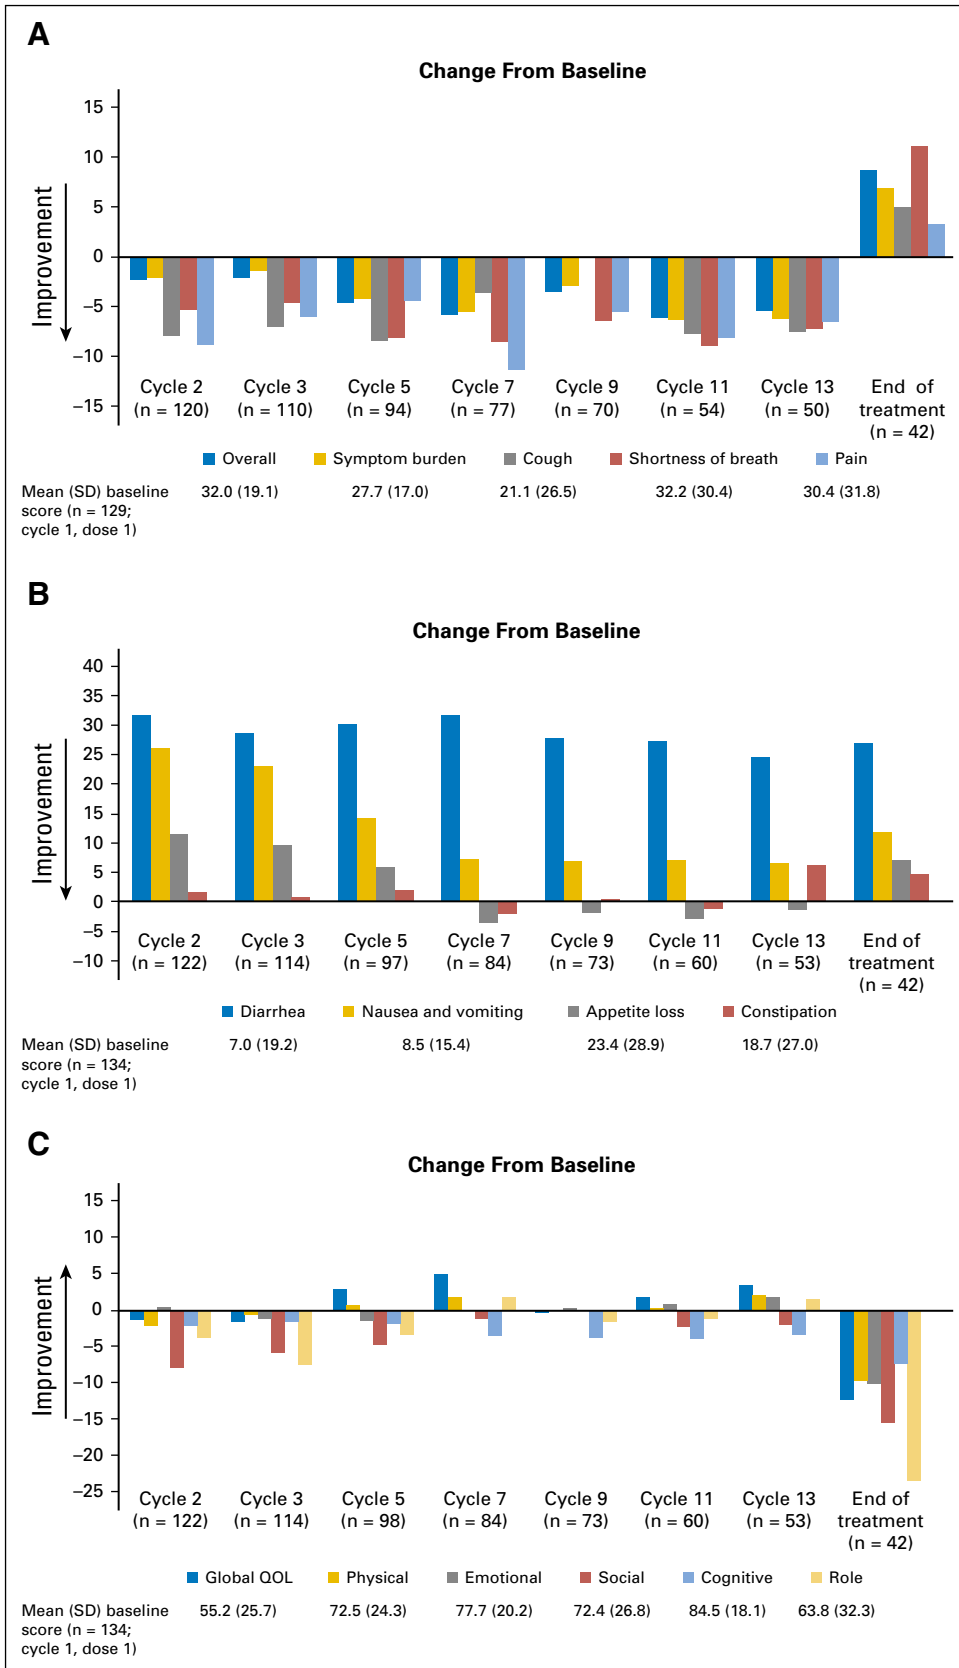 A
Change From Baseline
15
10
5
0
−5
−10
−15
Improvement
Cycle 2 Cycle 3 Cycle 5 Cycle 7 Cycle 9 Cycle 11 Cycle 13 End of
(n = 120) (n = 110) (n = 94) (n = 77) (n = 70) (n = 54) (n = 50) treatment
(n = 42)
Overall Symptom burden Cough Shortness of breath Pain
Mean (SD) baseline 32.0 (19.1) 27.7 (17.0) 21.1 (26.5) 32.2 (30.4) 30.4 (31.8)
score (n = 129;
cycle 1, dose 1)
B
Change From Baseline
40
35
30
25
20
15
10
5
0
−5
−10
Improvement
Cycle 2 Cycle 3 Cycle 5 Cycle 7 Cycle 9 Cycle 11 Cycle 13 End of
(n = 122) (n = 114) (n = 97) (n = 84) (n = 73) (n = 60) (n = 53) treatment
(n = 42)
Diarrhea Nausea and vomiting Appetite loss Constipation
Mean (SD) baseline 7.0 (19.2) 8.5 (15.4) 23.4 (28.9) 18.7 (27.0)
score (n = 134;
cycle 1, dose 1)
C
Change From Baseline
15
10
5
0
−5
−10
−15
−20
−25
Improvement
Cycle 2 Cycle 3 Cycle 5 Cycle 7 Cycle 9 Cycle 11 Cycle 13 End of
(n = 122) (n = 114) (n = 98) (n = 84) (n = 73) (n = 60) (n = 53) treatment
(n = 42)
Global QOL Physical Emotional Social Cognitive Role
Mean (SD) baseline 55.2 (25.7) 72.5 (24.3) 77.7 (20.2) 72.4 (26.8) 84.5 (18.1) 63.8 (32.3)
score (n = 134;
cycle 1, dose 1)